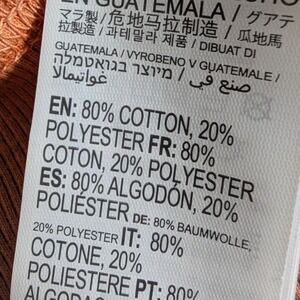 EN GUATEMALA / グアテ
マラ製 / 危地马拉制造 / 瓜地馬
拉製造 / 과테말라 제품 / DIBUAT DI
GUATEMALA / VYROBENO V GUATEMALE /
מיוצר בגואטמלה / صنع في
غواتيمالا
EN: 80% COTTON, 20%
POLYESTER FR: 80%
COTON, 20% POLYESTER
ES: 80% ALGODÓN, 20%
POLIÉSTER DE: 80% BAUMWOLLE,
20% POLYESTER IT: 80%
COTONE, 20%
POLIESTERE PT: 80%